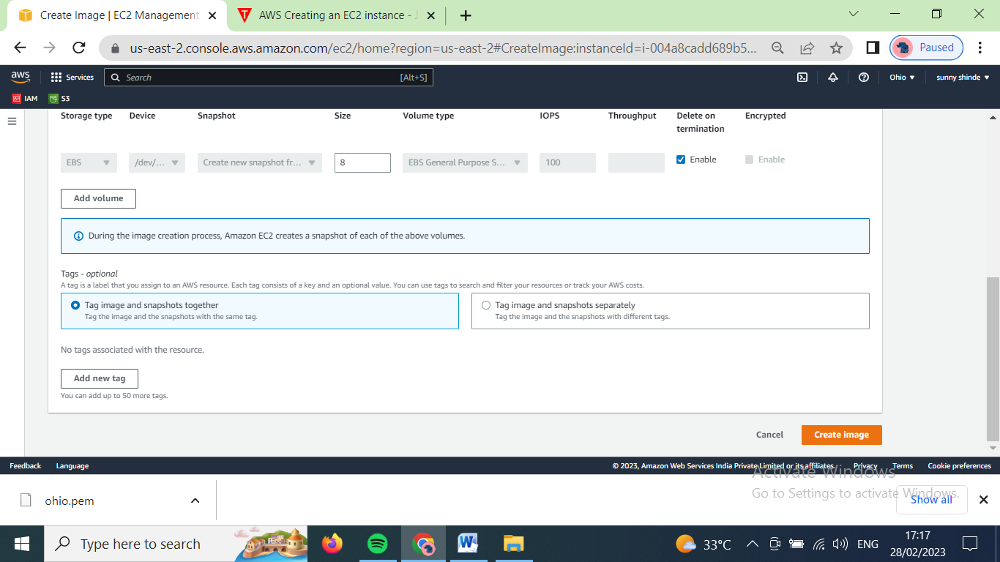 Create Image | EC2 Management
AWS Creating an EC2 instance -
us-east-2.console.aws.amazon.com/ec2/home?region=us-east-2#CreateImage:instanceId=i-004a8cadd689b5...
Paused
aws
Services
Search
[Alt+S]
Ohio
sunny shinde
IAM
S3
Storage type Device Snapshot Size Volume type IOPS Throughput Delete on termination Encrypted
EBS /dev/... Create new snapshot fr... 8 EBS General Purpose S... 100 Enable Enable
Add volume
During the image creation process, Amazon EC2 creates a snapshot of each of the above volumes.
Tags - optional
A tag is a label that you assign to an AWS resource. Each tag consists of a key and an optional value. You can use tags to search and filter your resources or track your AWS costs.
Tag image and snapshots together
Tag the image and the snapshots with the same tag.
Tag image and snapshots separately
Tag the image and the snapshots with different tags.
No tags associated with the resource.
Add new tag
You can add up to 50 more tags.
Cancel
Create image
Feedback Language © 2023, Amazon Web Services India Private Limited or its affiliates. Privacy Terms Cookie preferences
Activate Windows
Go to Settings to activate Windows.
ohio.pem
Show all
Type here to search
33°C
ENG
17:17
28/02/2023